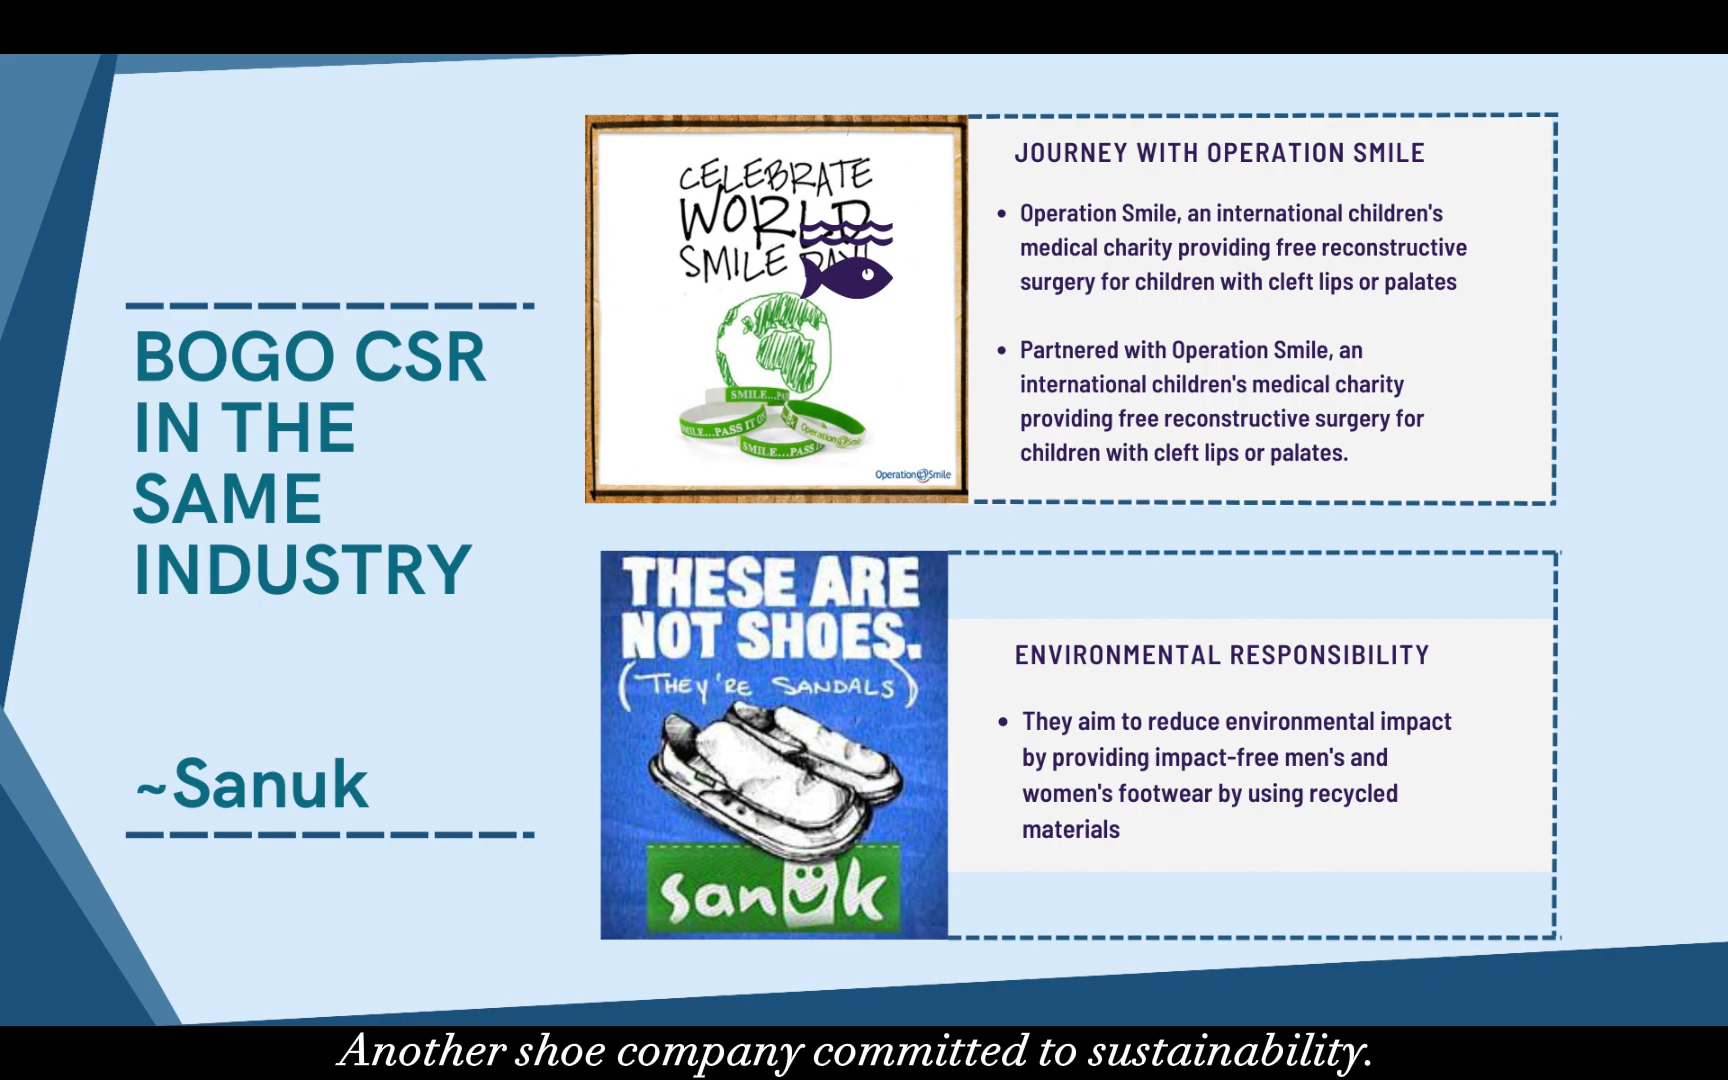 BOGO CSR
IN THE
SAME
INDUSTRY
~Sanuk
CELEBRATE
WORLD
SMILE DAY!
SMILE...PA
SMILE...PASS IT ON
Operation Smile
SMILE...PASS
Operation Smile
JOURNEY WITH OPERATION SMILE
• Operation Smile, an international children's
medical charity providing free reconstructive
surgery for children with cleft lips or palates
• Partnered with Operation Smile, an
international children's medical charity
providing free reconstructive surgery for
children with cleft lips or palates.
THESE ARE
NOT SHOES.
(THEY'RE SANDALS)
sanuk
ENVIRONMENTAL RESPONSIBILITY
• They aim to reduce environmental impact
by providing impact-free men's and
women's footwear by using recycled
materials
Another shoe company committed to sustainability.